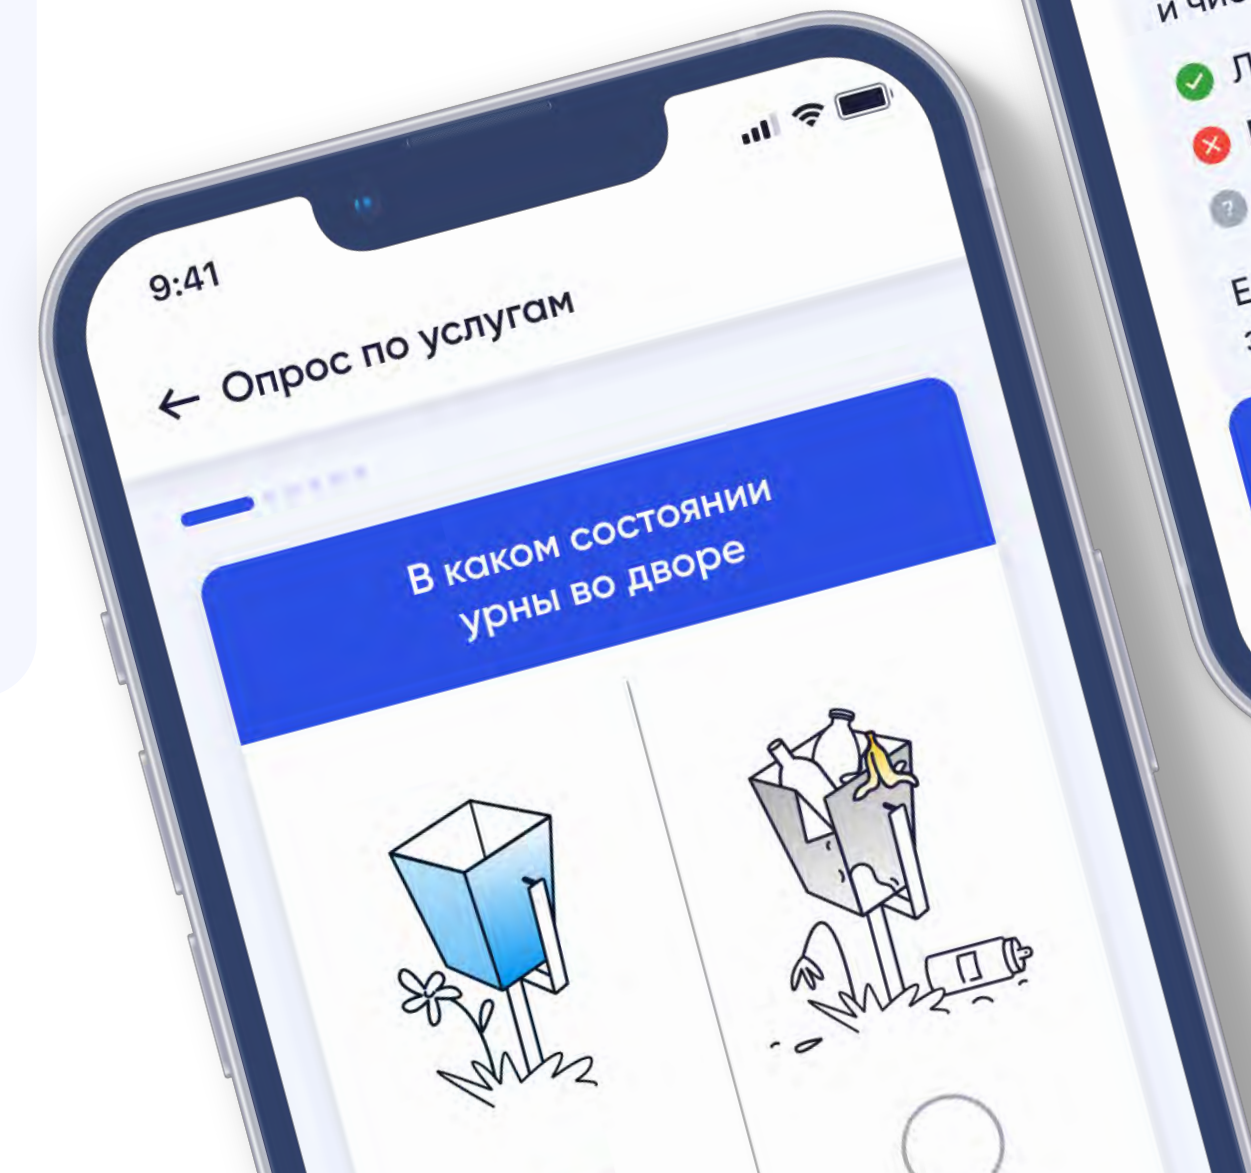 9:41
Опрос по услугам
В каком состоянии
урны во дворе